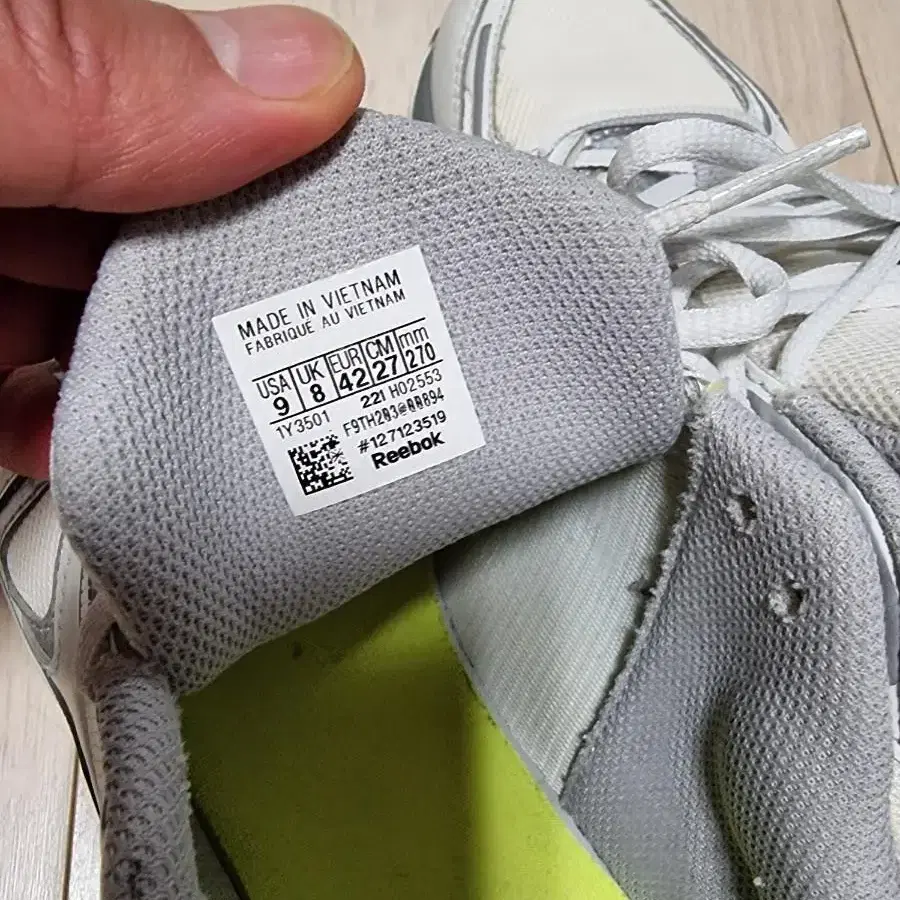 MADE IN VIETNAM
FABRIQUE AU VIETNAM
USA UK EUR CM mm
9 8 42 27 270
22I H02553
1Y3501
#127123519
Reebok